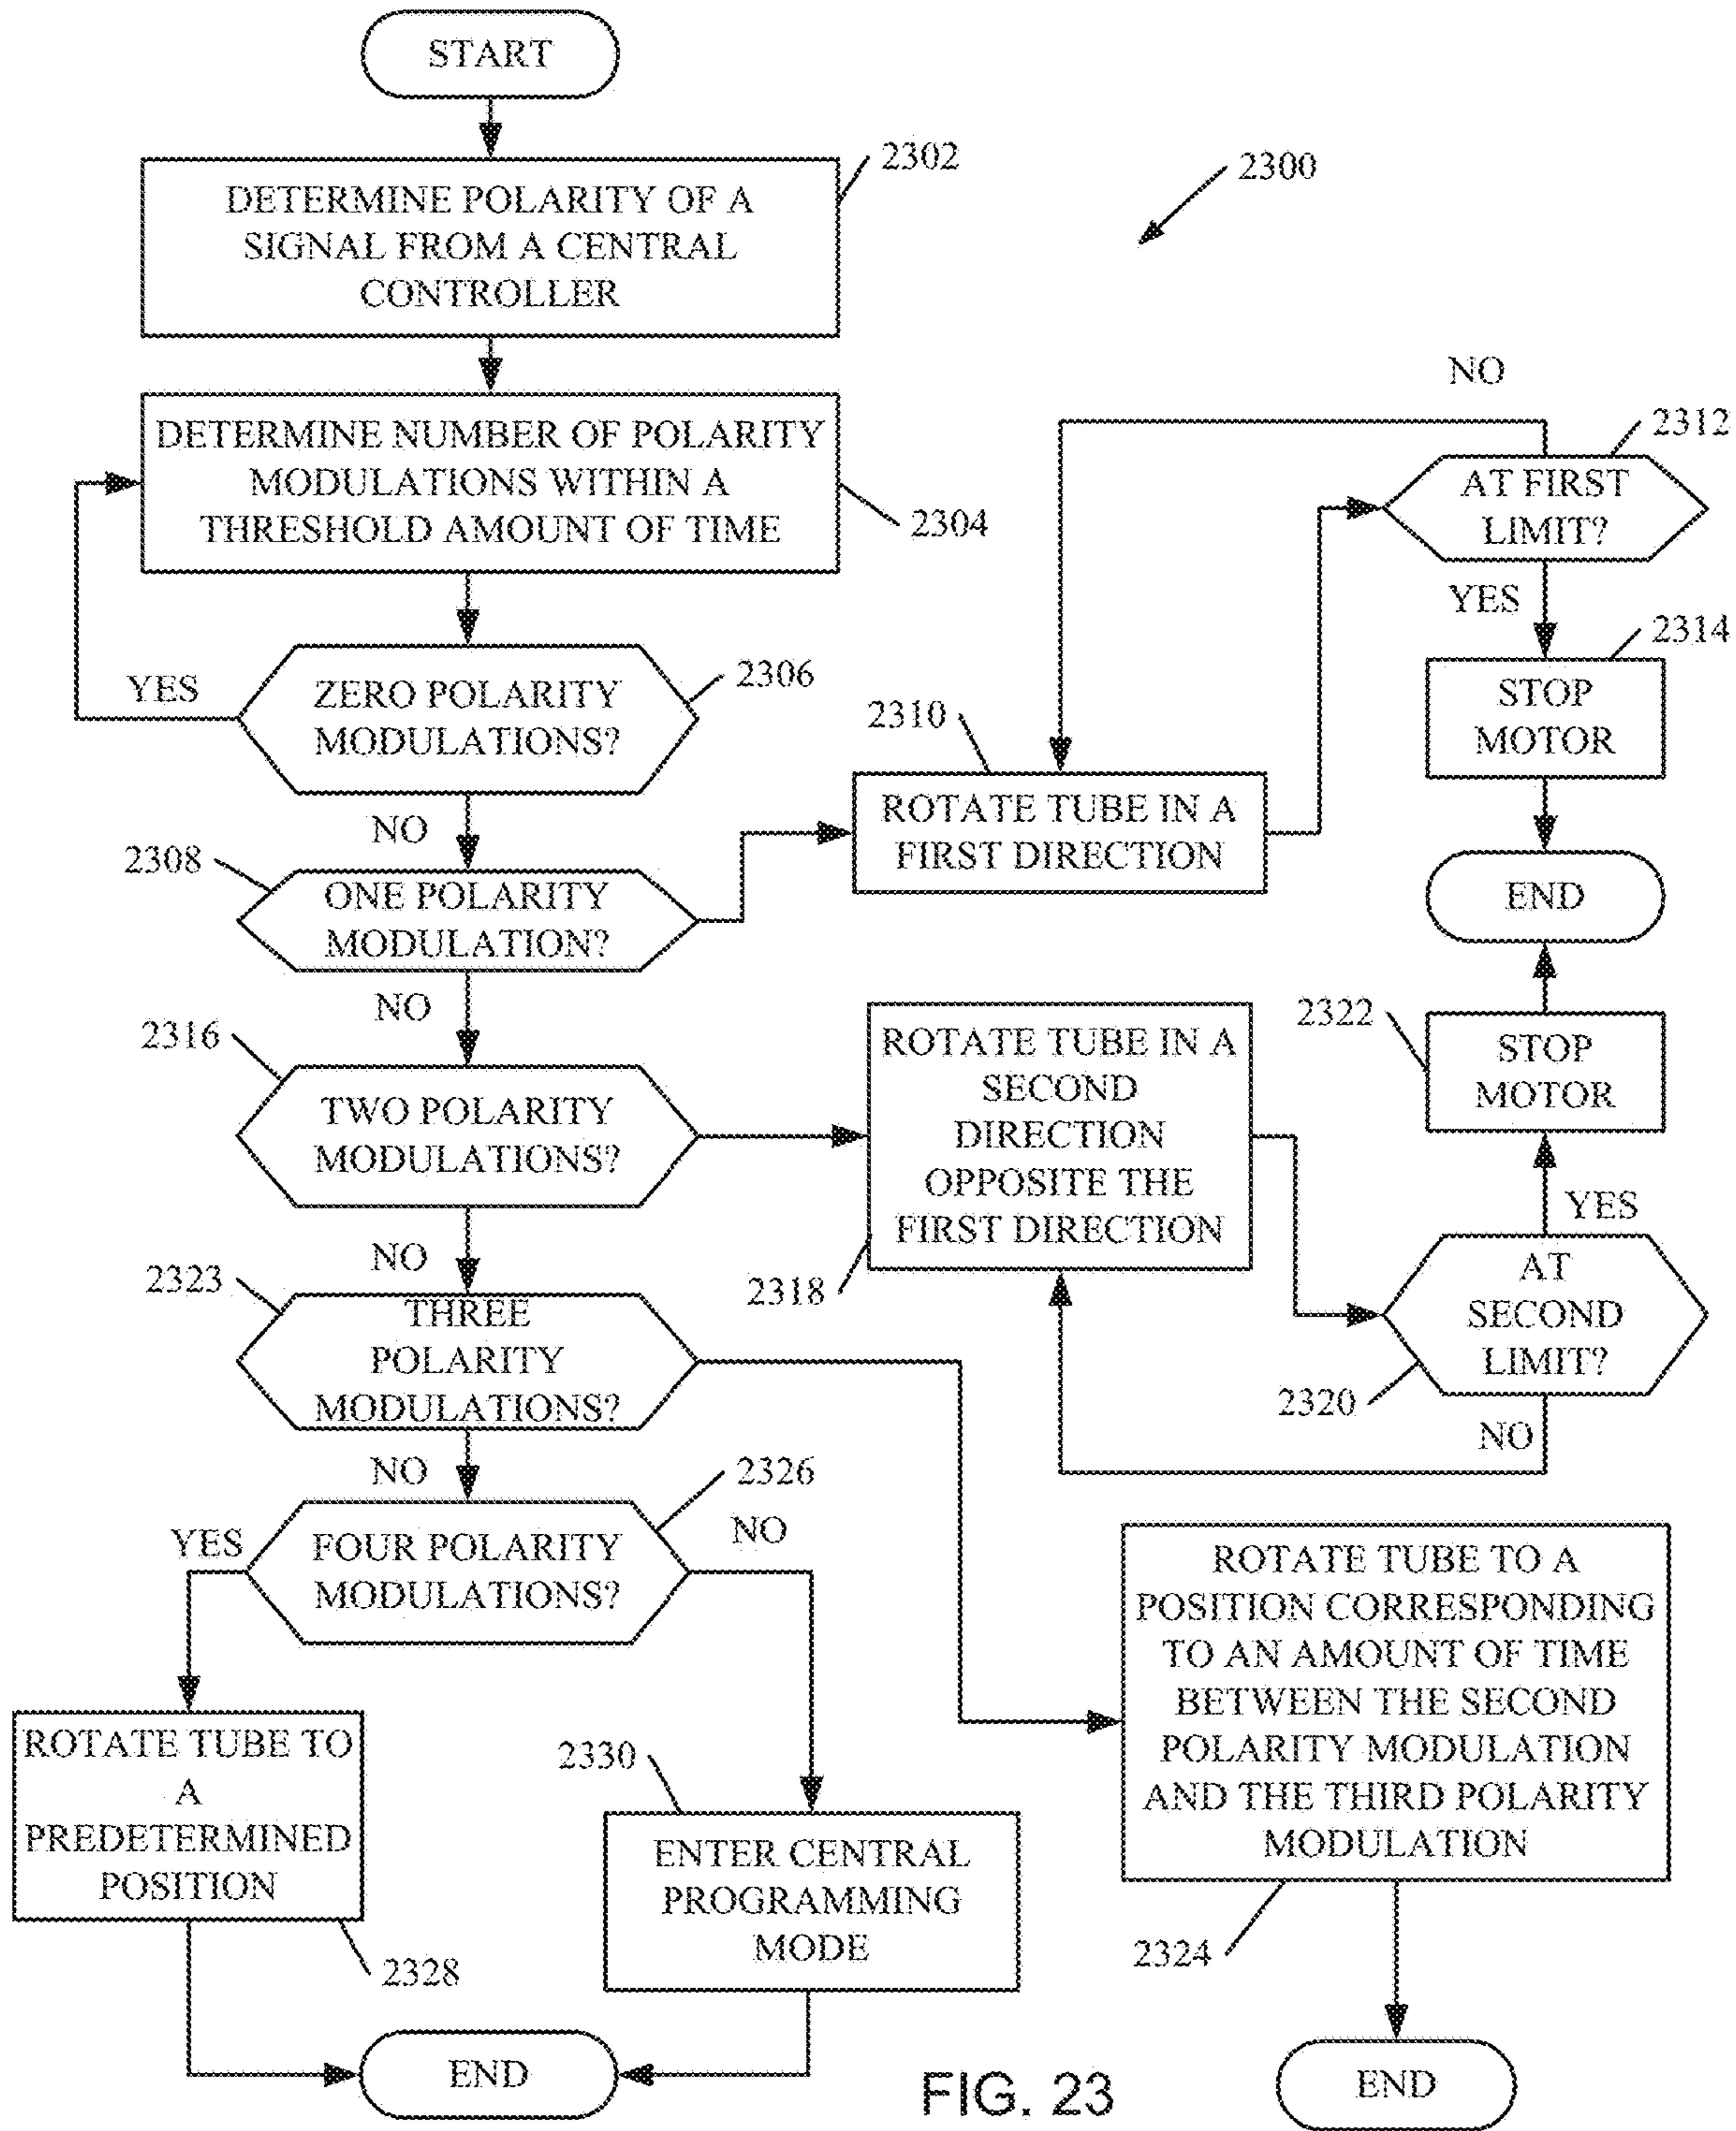 START
2302
2300
DETERMINE POLARITY OF A
SIGNAL FROM A CENTRAL
CONTROLLER
DETERMINE NUMBER OF POLARITY
MODULATIONS WITHIN A
THRESHOLD AMOUNT OF TIME
2304
NO
2312
AT FIRST
LIMIT?
YES
2314
STOP
MOTOR
END
YES
ZERO POLARITY
MODULATIONS?
2306
NO
2310
ROTATE TUBE IN A
FIRST DIRECTION
2308
ONE POLARITY
MODULATION?
NO
2316
TWO POLARITY
MODULATIONS?
ROTATE TUBE IN A
SECOND
DIRECTION
OPPOSITE THE
FIRST DIRECTION
2318
2322
STOP
MOTOR
YES
AT
SECOND
LIMIT?
2320
NO
NO
2323
THREE
POLARITY
MODULATIONS?
NO
2326
YES
FOUR POLARITY
MODULATIONS?
NO
ROTATE TUBE TO A
POSITION CORRESPONDING
TO AN AMOUNT OF TIME
BETWEEN THE SECOND
POLARITY MODULATION
AND THE THIRD POLARITY
MODULATION
2324
END
ROTATE TUBE TO
A
PREDETERMINED
POSITION
2328
2330
ENTER CENTRAL
PROGRAMMING
MODE
END
FIG. 23